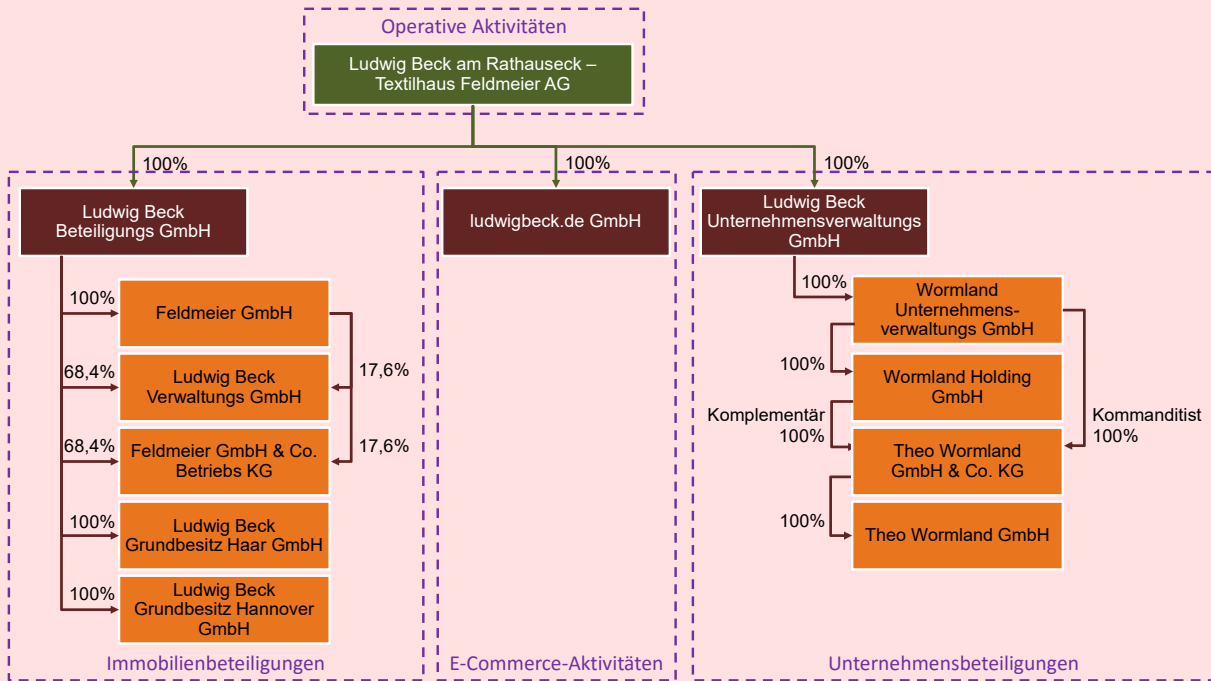 Operative Aktivitäten
Ludwig Beck am Rathauseck –
Textilhaus Feldmeier AG
100%
100%
100%
Ludwig Beck
Beteiligungs GmbH
100%
Feldmeier GmbH
68,4%
Ludwig Beck
Verwaltungs GmbH
17,6%
68,4%
Feldmeier GmbH & Co.
Betriebs KG
17,6%
100%
Ludwig Beck
Grundbesitz Haar GmbH
100%
Ludwig Beck
Grundbesitz Hannover
GmbH
Immobilienbeteiligungen
ludwigbeck.de GmbH
E-Commerce-Aktivitäten
Ludwig Beck
Unternehmensverwaltungs
GmbH
100%
Wormland
Unternehmens-
verwaltungs GmbH
100%
Wormland Holding
GmbH
Komplementär
100%
Kommanditist
100%
Theo Wormland
GmbH & Co. KG
100%
Theo Wormland GmbH
Unternehmensbeteiligungen